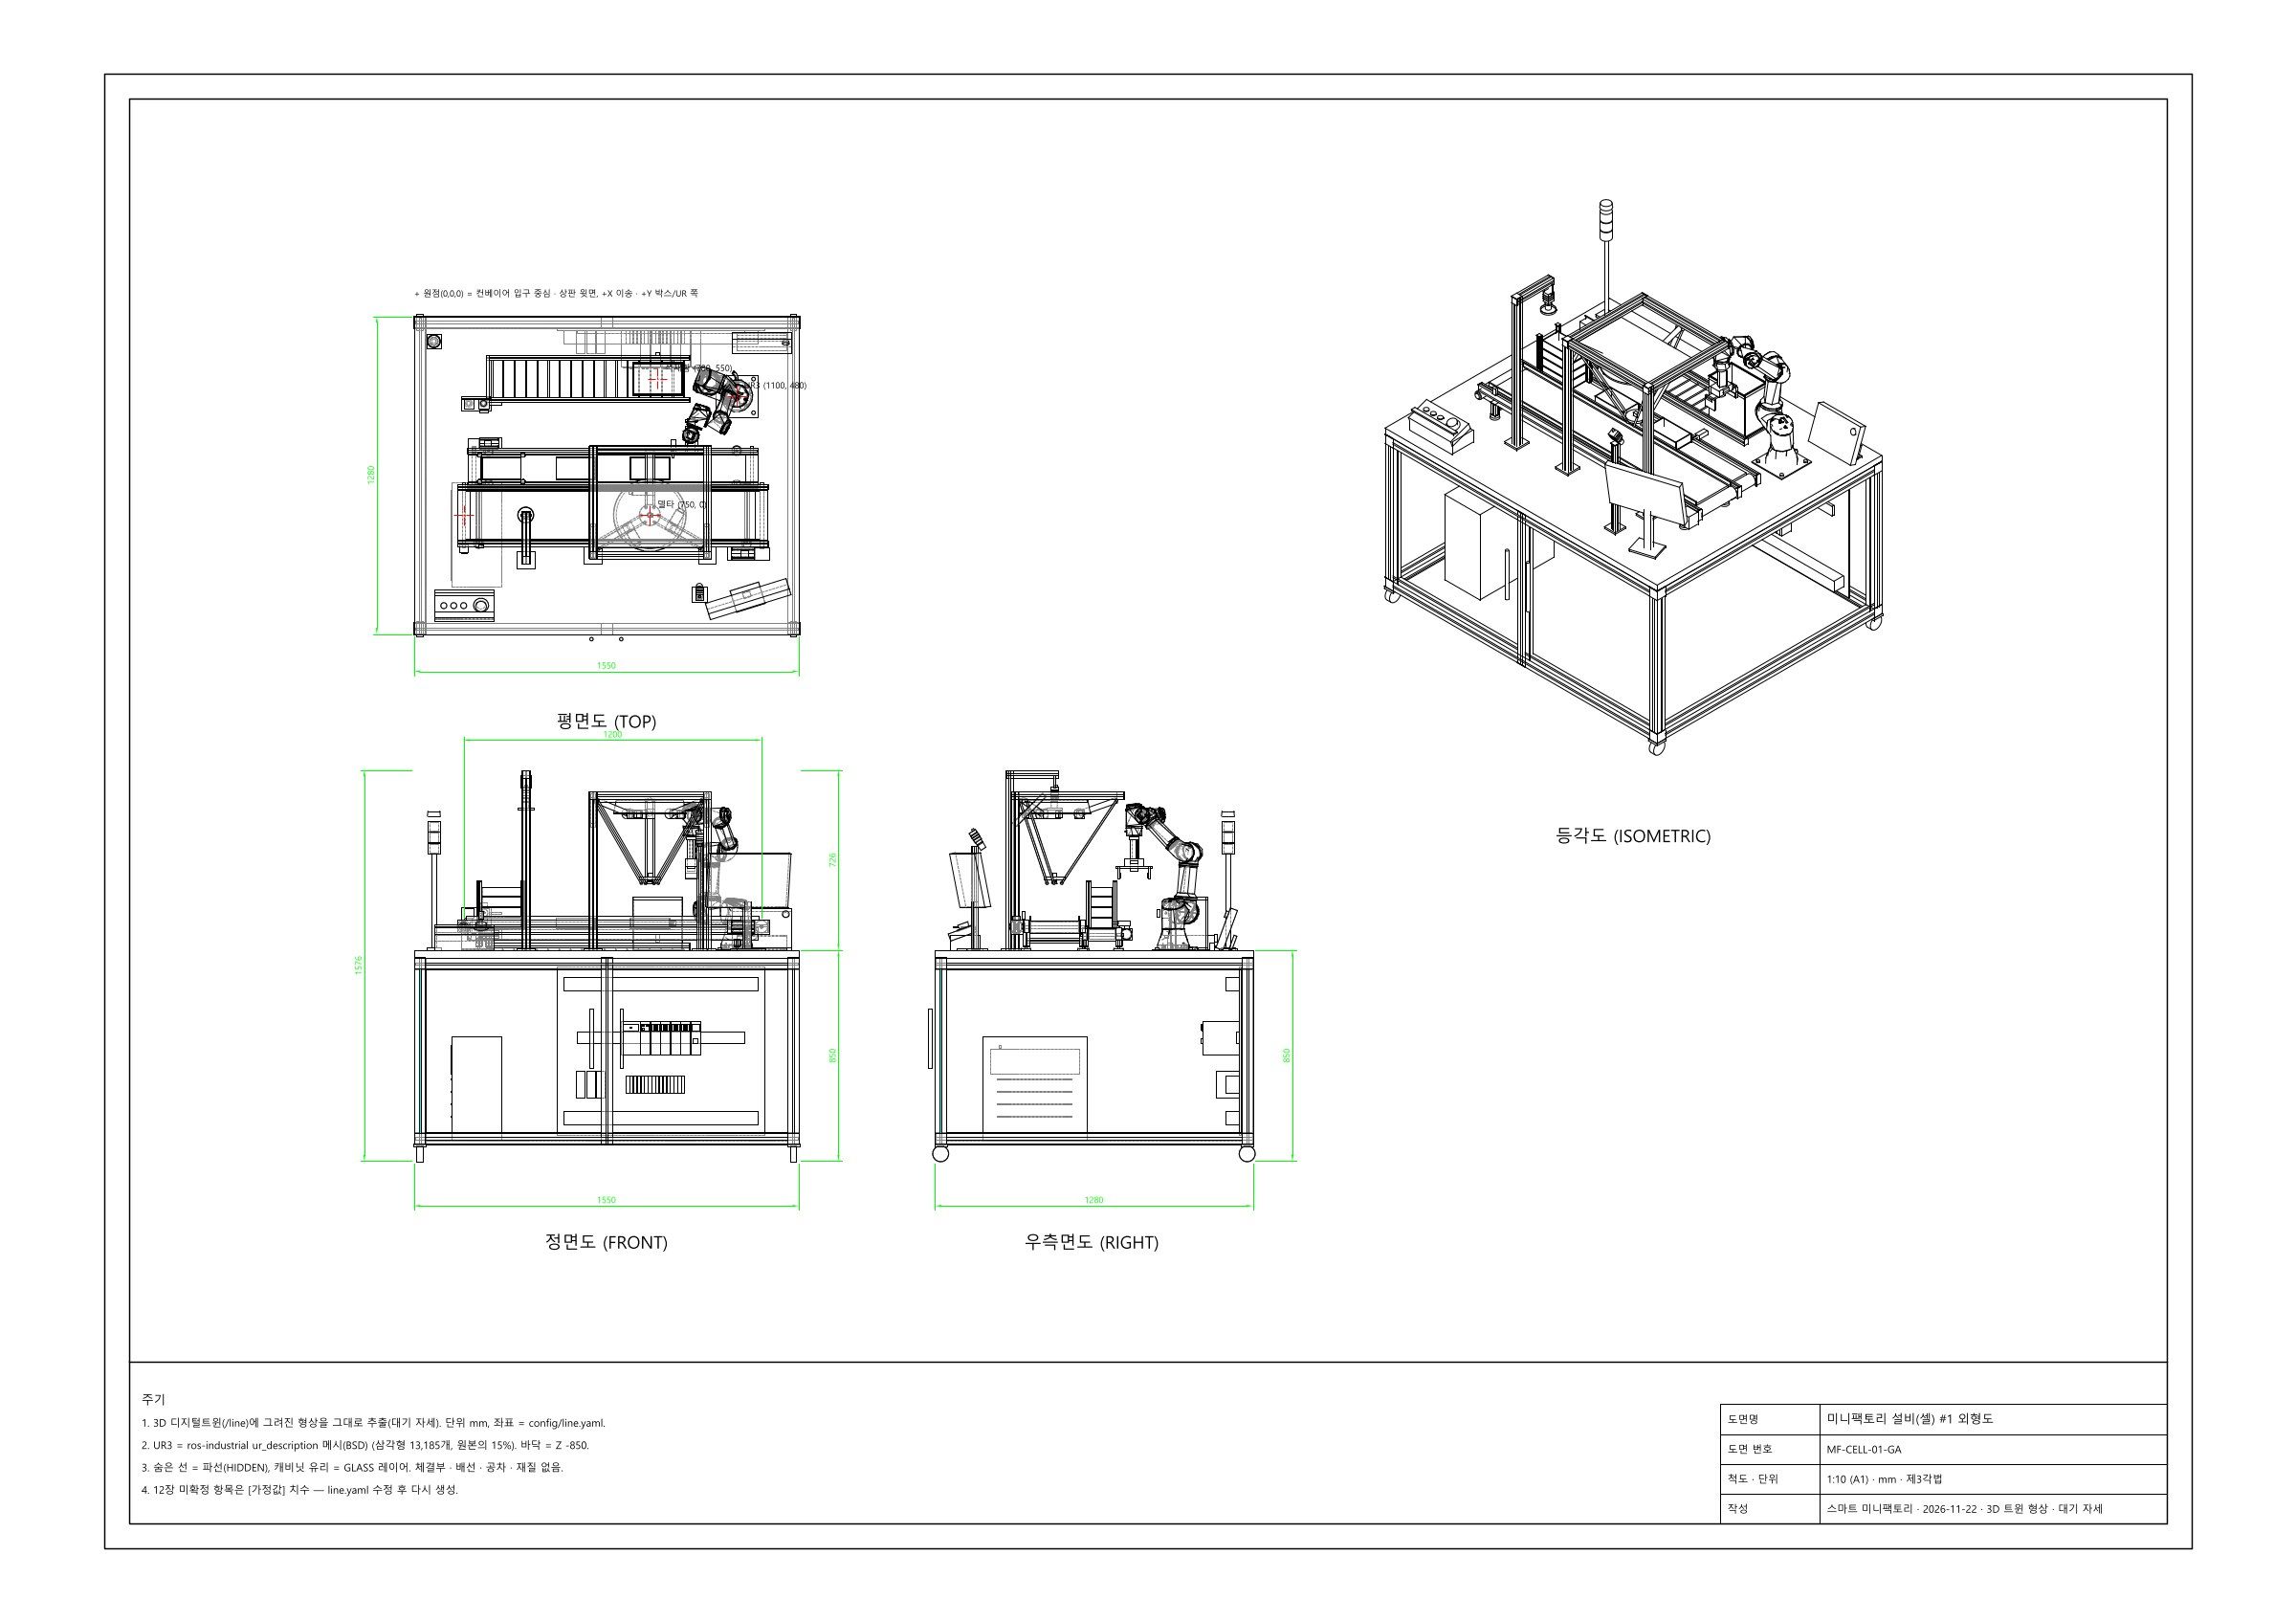 + 원점(0,0,0) = 컨베이어 입구 중심 · 상판 윗면, +X 이송 · +Y 박스/UR 쪽
(700, 550)
UR3 (1100, 480)
델타 (750, 0)
1280
1550
평면도 (TOP)
1200
726
1576
850
850
1550
1280
정면도 (FRONT)
우측면도 (RIGHT)
등각도 (ISOMETRIC)
주기
1. 3D 디지털트윈(/line)에 그려진 형상을 그대로 추출(대기 자세). 단위 mm, 좌표 = config/line.yaml.
2. UR3 = ros-industrial ur_description 메시(BSD) (삼각형 13,185개, 원본의 15%). 바닥 = Z -850.
3. 숨은 선 = 파선(HIDDEN), 캐비닛 유리 = GLASS 레이어. 체결부 · 배선 · 공차 · 재질 없음.
4. 12장 미확정 항목은 [가정값] 치수 — line.yaml 수정 후 다시 생성.
도면명 미니팩토리 설비(셀) #1 외형도
도면 번호 MF-CELL-01-GA
척도 · 단위 1:10 (A1) · mm · 제3각법
작성 스마트 미니팩토리 · 2026-11-22 · 3D 트윈 형상 · 대기 자세